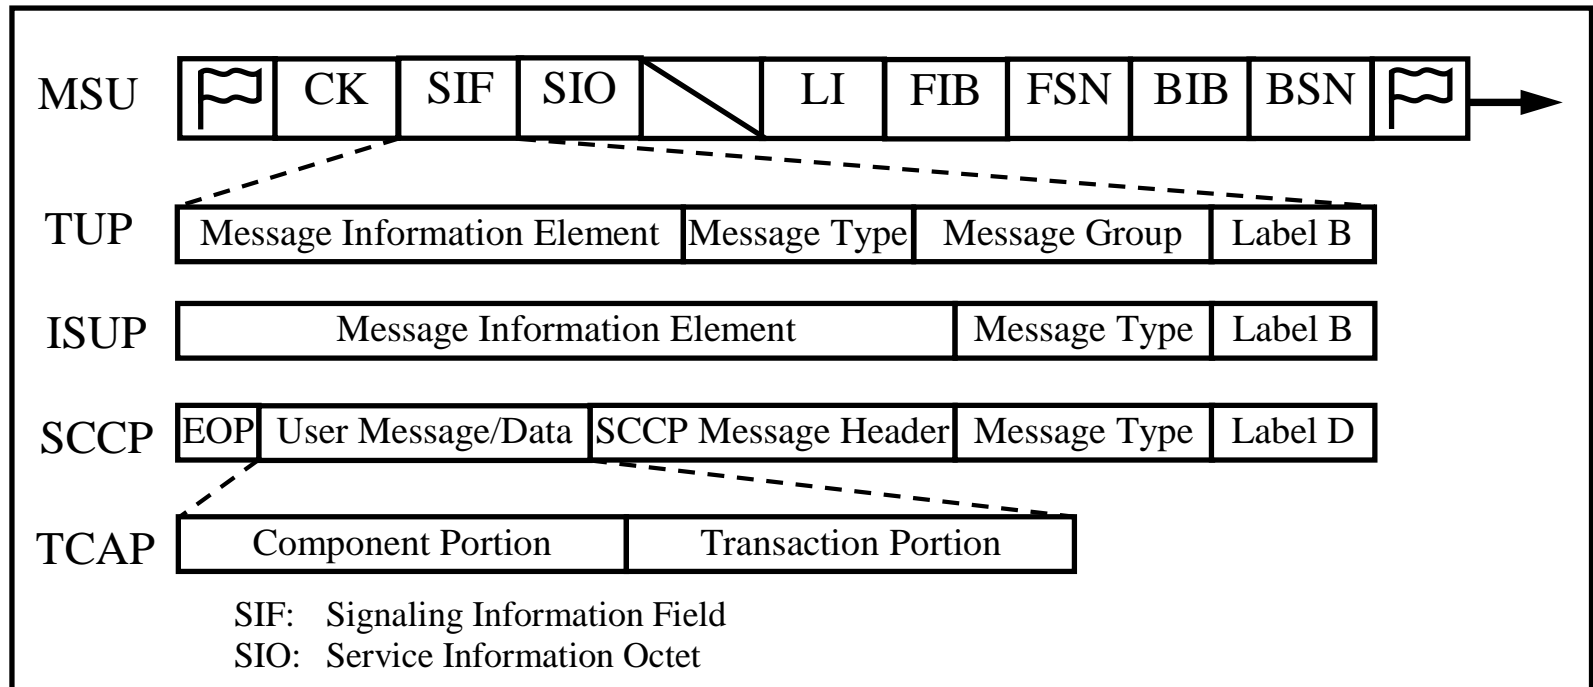 MSU CK SIF SIO LI FIB FSN BIB BSN
TUP Message Information Element Message Type Message Group Label B
ISUP Message Information Element Message Type Label B
SCCP EOP User Message/Data SCCP Message Header Message Type Label D
TCAP Component Portion Transaction Portion
SIF: Signaling Information Field
SIO: Service Information Octet